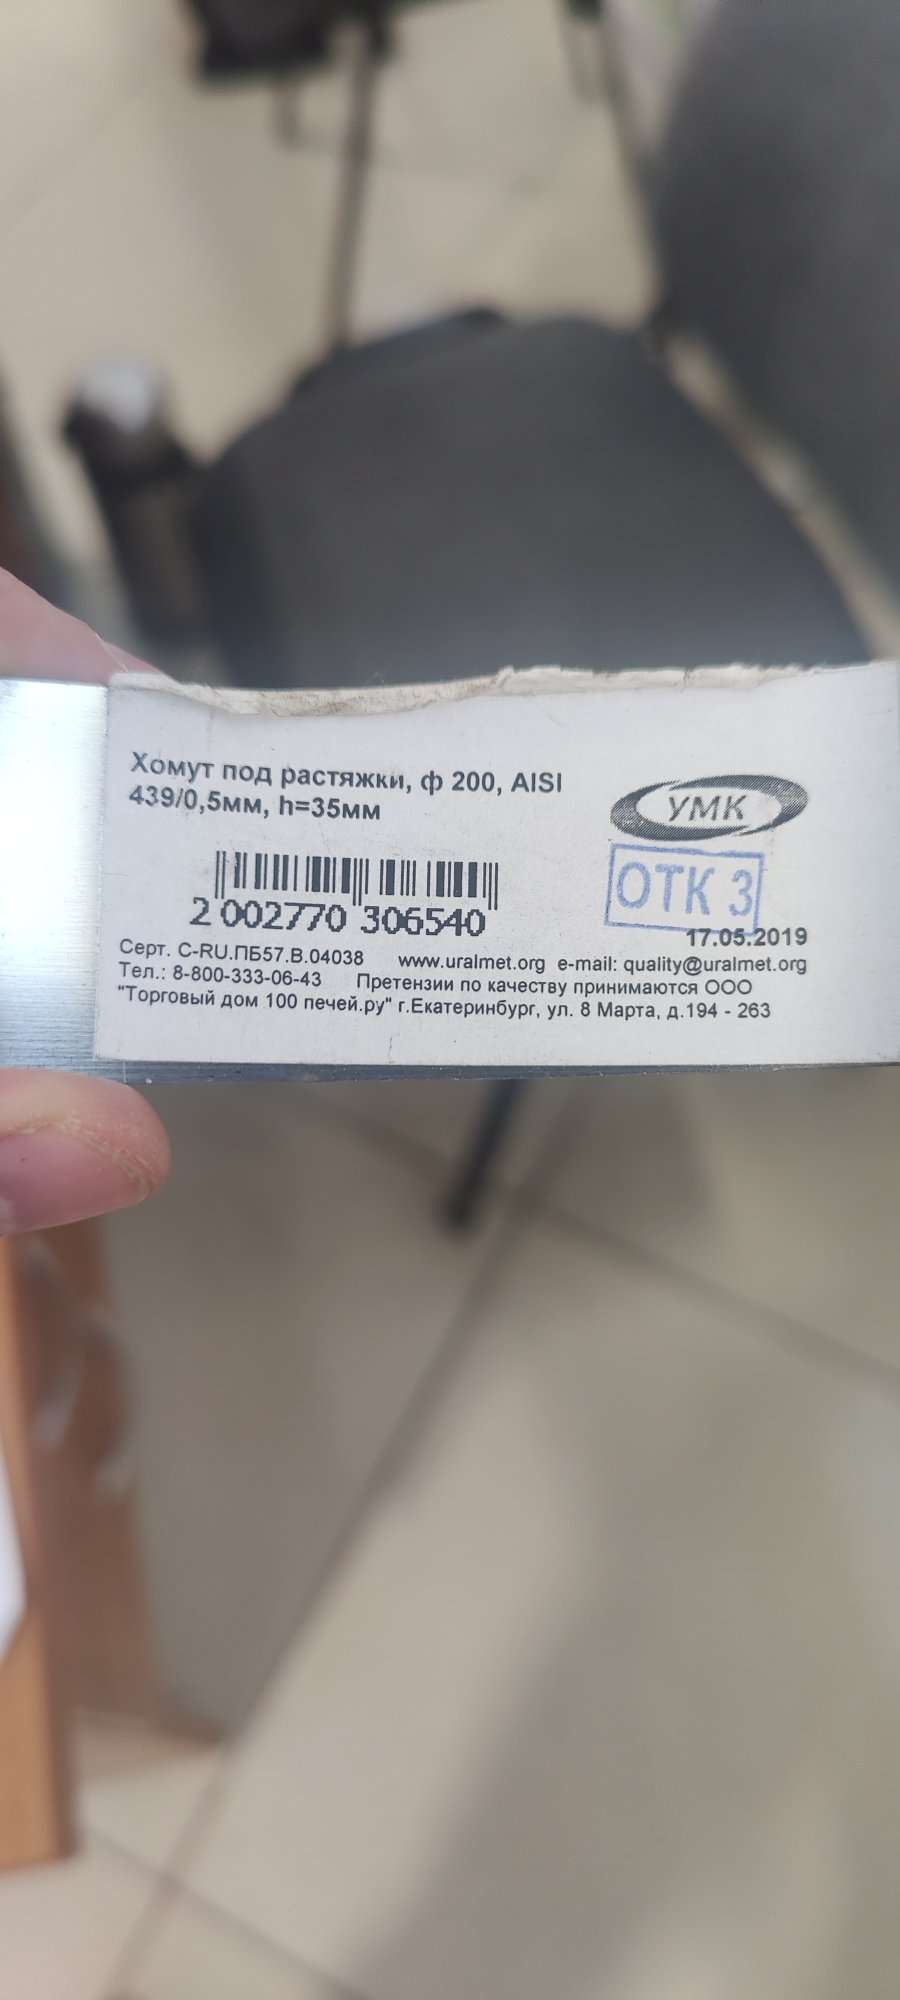 Хомут под растяжки, ф 200, AISI
439/0,5мм, h=35мм
УМК
ОТК 3
2 002770 306540
17.05.2019
Серт. C-RU.ПБ57.В.04038 www.uralmet.org e-mail: quality@uralmet.org
Тел.: 8-800-333-06-43 Претензии по качеству принимаются ООО
"Торговый дом 100 печей.ру" г.Екатеринбург, ул. 8 Марта, д.194 - 263